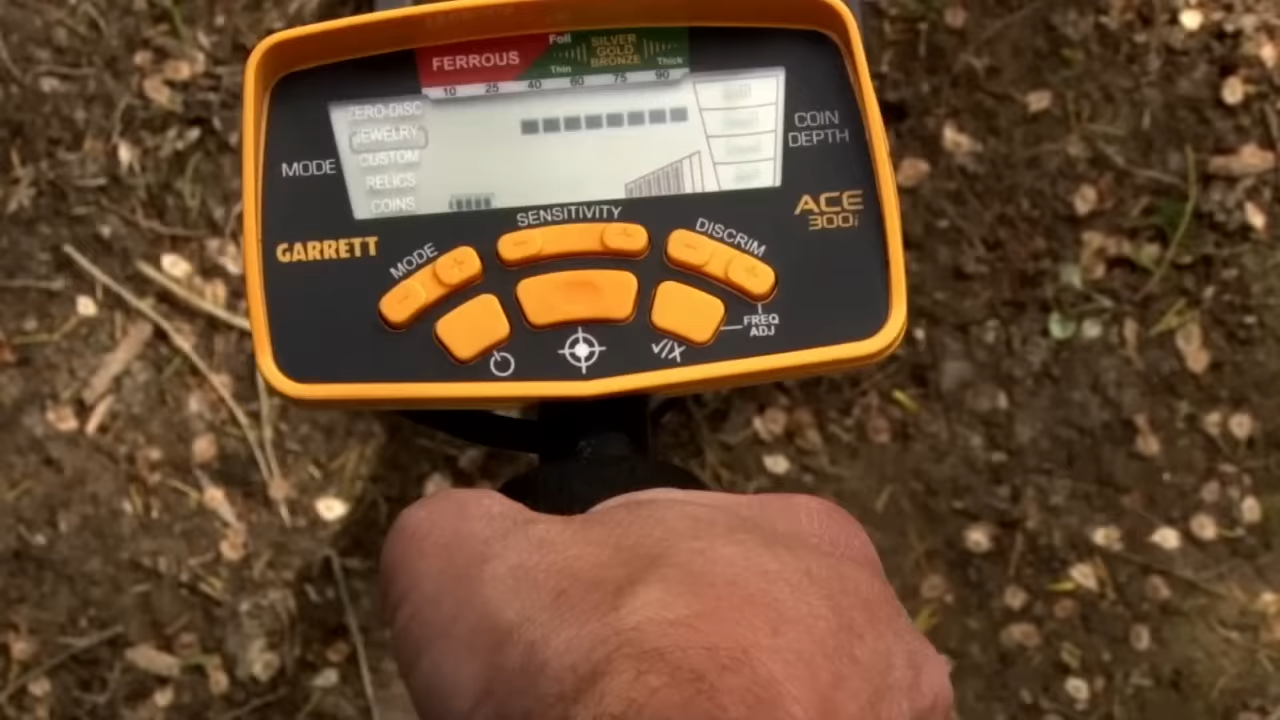 FERROUS
Foil
Thin
SILVER
GOLD
BRONZE
Thick
10 25 40 60 75 90
ZERO-DISC
JEWELRY
CUSTOM
RELICS
COINS
MODE
COIN
DEPTH
GARRETT
ACE
300i
MODE
SENSITIVITY
DISCRIM
- +
- +
- +
FREQ
ADJ
√/X